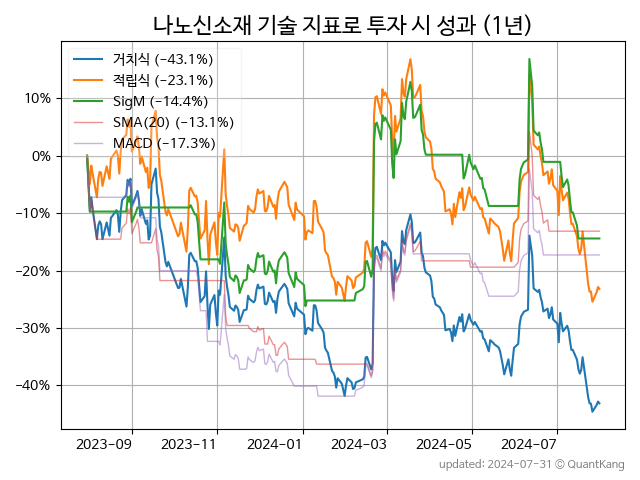 나노신소재 기술 지표로 투자 시 성과 (1년)
거치식 (−43.1%)
적립식 (−23.1%)
SigM (−14.4%)
SMA(20) (−13.1%)
MACD (−17.3%)
10%
0%
−10%
−20%
−30%
−40%
2023-09 2023-11 2024-01 2024-03 2024-05 2024-07
updated: 2024-07-31 © QuantKang